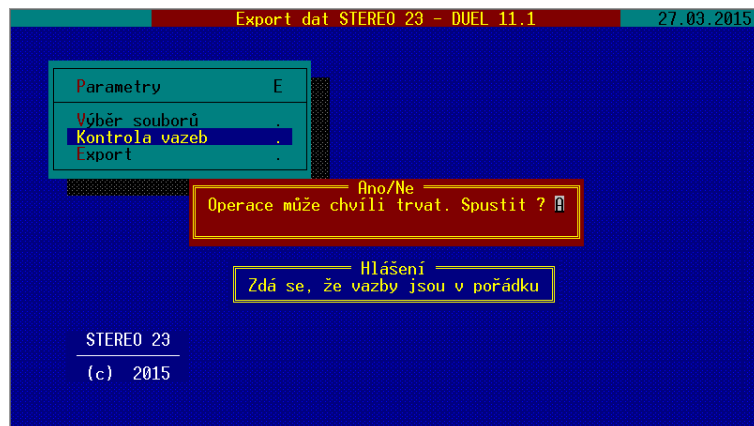 Export dat STEREO 23 - DUEL 11.1 27.03.2015
Parametry E
Výběr souborů .
Kontrola vazeb .
Export .
Ano/Ne
Operace může chvíli trvat. Spustit ? A
Hlášení
Zdá se, že vazby jsou v pořádku
STEREO 23
(c) 2015